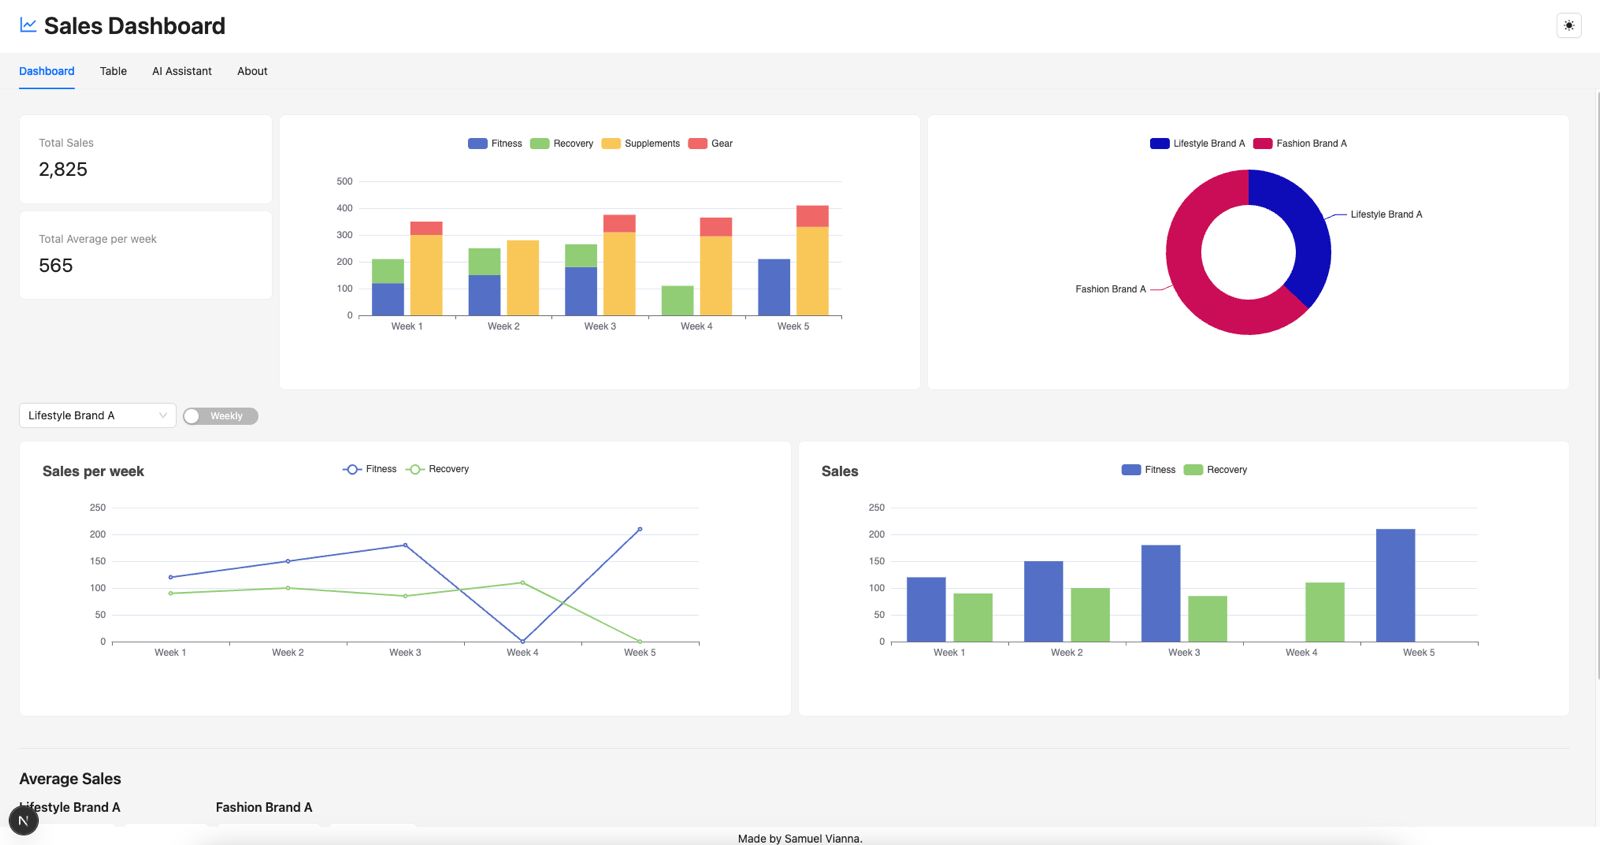 Sales Dashboard
Dashboard Table AI Assistant About
Total Sales
2,825
Total Average per week
565
Fitness Recovery Supplements Gear
500
400
300
200
100
0
Week 1 Week 2 Week 3 Week 4 Week 5
Lifestyle Brand A Fashion Brand A
Lifestyle Brand A
Fashion Brand A
Lifestyle Brand A Weekly
Sales per week
Fitness Recovery
250
200
150
100
50
0
Week 1 Week 2 Week 3 Week 4 Week 5
Sales
Fitness Recovery
250
200
150
100
50
0
Week 1 Week 2 Week 3 Week 4 Week 5
Average Sales
Lifestyle Brand A Fashion Brand A
N
Made by Samuel Vianna.